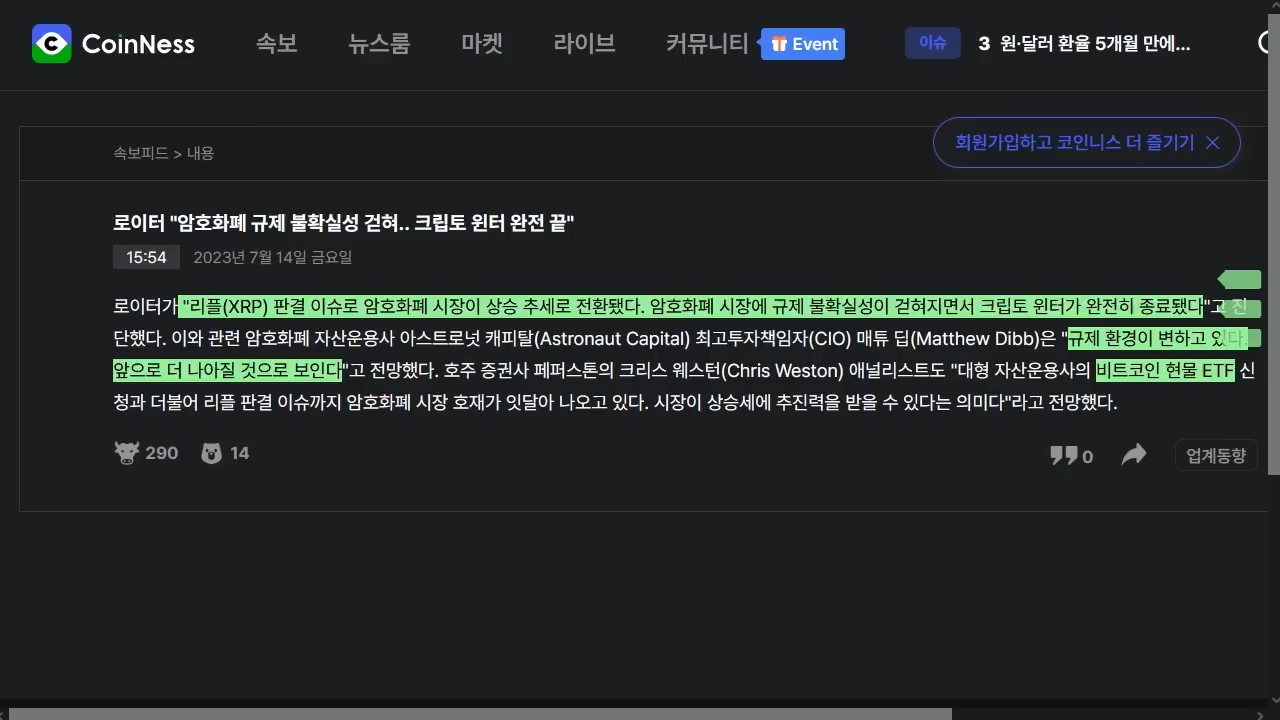 CoinNess 속보 뉴스룸 마켓 라이브 커뮤니티 Event 이슈 3 원·달러 환율 5개월 만에...
회원가입하고 코인니스 더 즐기기
속보피드 > 내용
로이터 "암호화폐 규제 불확실성 걷혀.. 크립토 윈터 완전 끝"
15:54 2023년 7월 14일 금요일
로이터가 "리플(XRP) 판결 이슈로 암호화폐 시장이 상승 추세로 전환됐다. 암호화폐 시장에 규제 불확실성이 걷혀지면서 크립토 윈터가 완전히 종료됐다"고 진
단했다. 이와 관련 암호화폐 자산운용사 아스트로넛 캐피탈(Astronaut Capital) 최고투자책임자(CIO) 매튜 딥(Matthew Dibb)은 "규제 환경이 변하고 있다.
앞으로 더 나아질 것으로 보인다"고 전망했다. 호주 증권사 페퍼스톤의 크리스 웨스턴(Chris Weston) 애널리스트도 "대형 자산운용사의 비트코인 현물 ETF 신
청과 더불어 리플 판결 이슈까지 암호화폐 시장 호재가 잇달아 나오고 있다. 시장이 상승세에 추진력을 받을 수 있다는 의미다"라고 전망했다.
290 14 0 업계동향